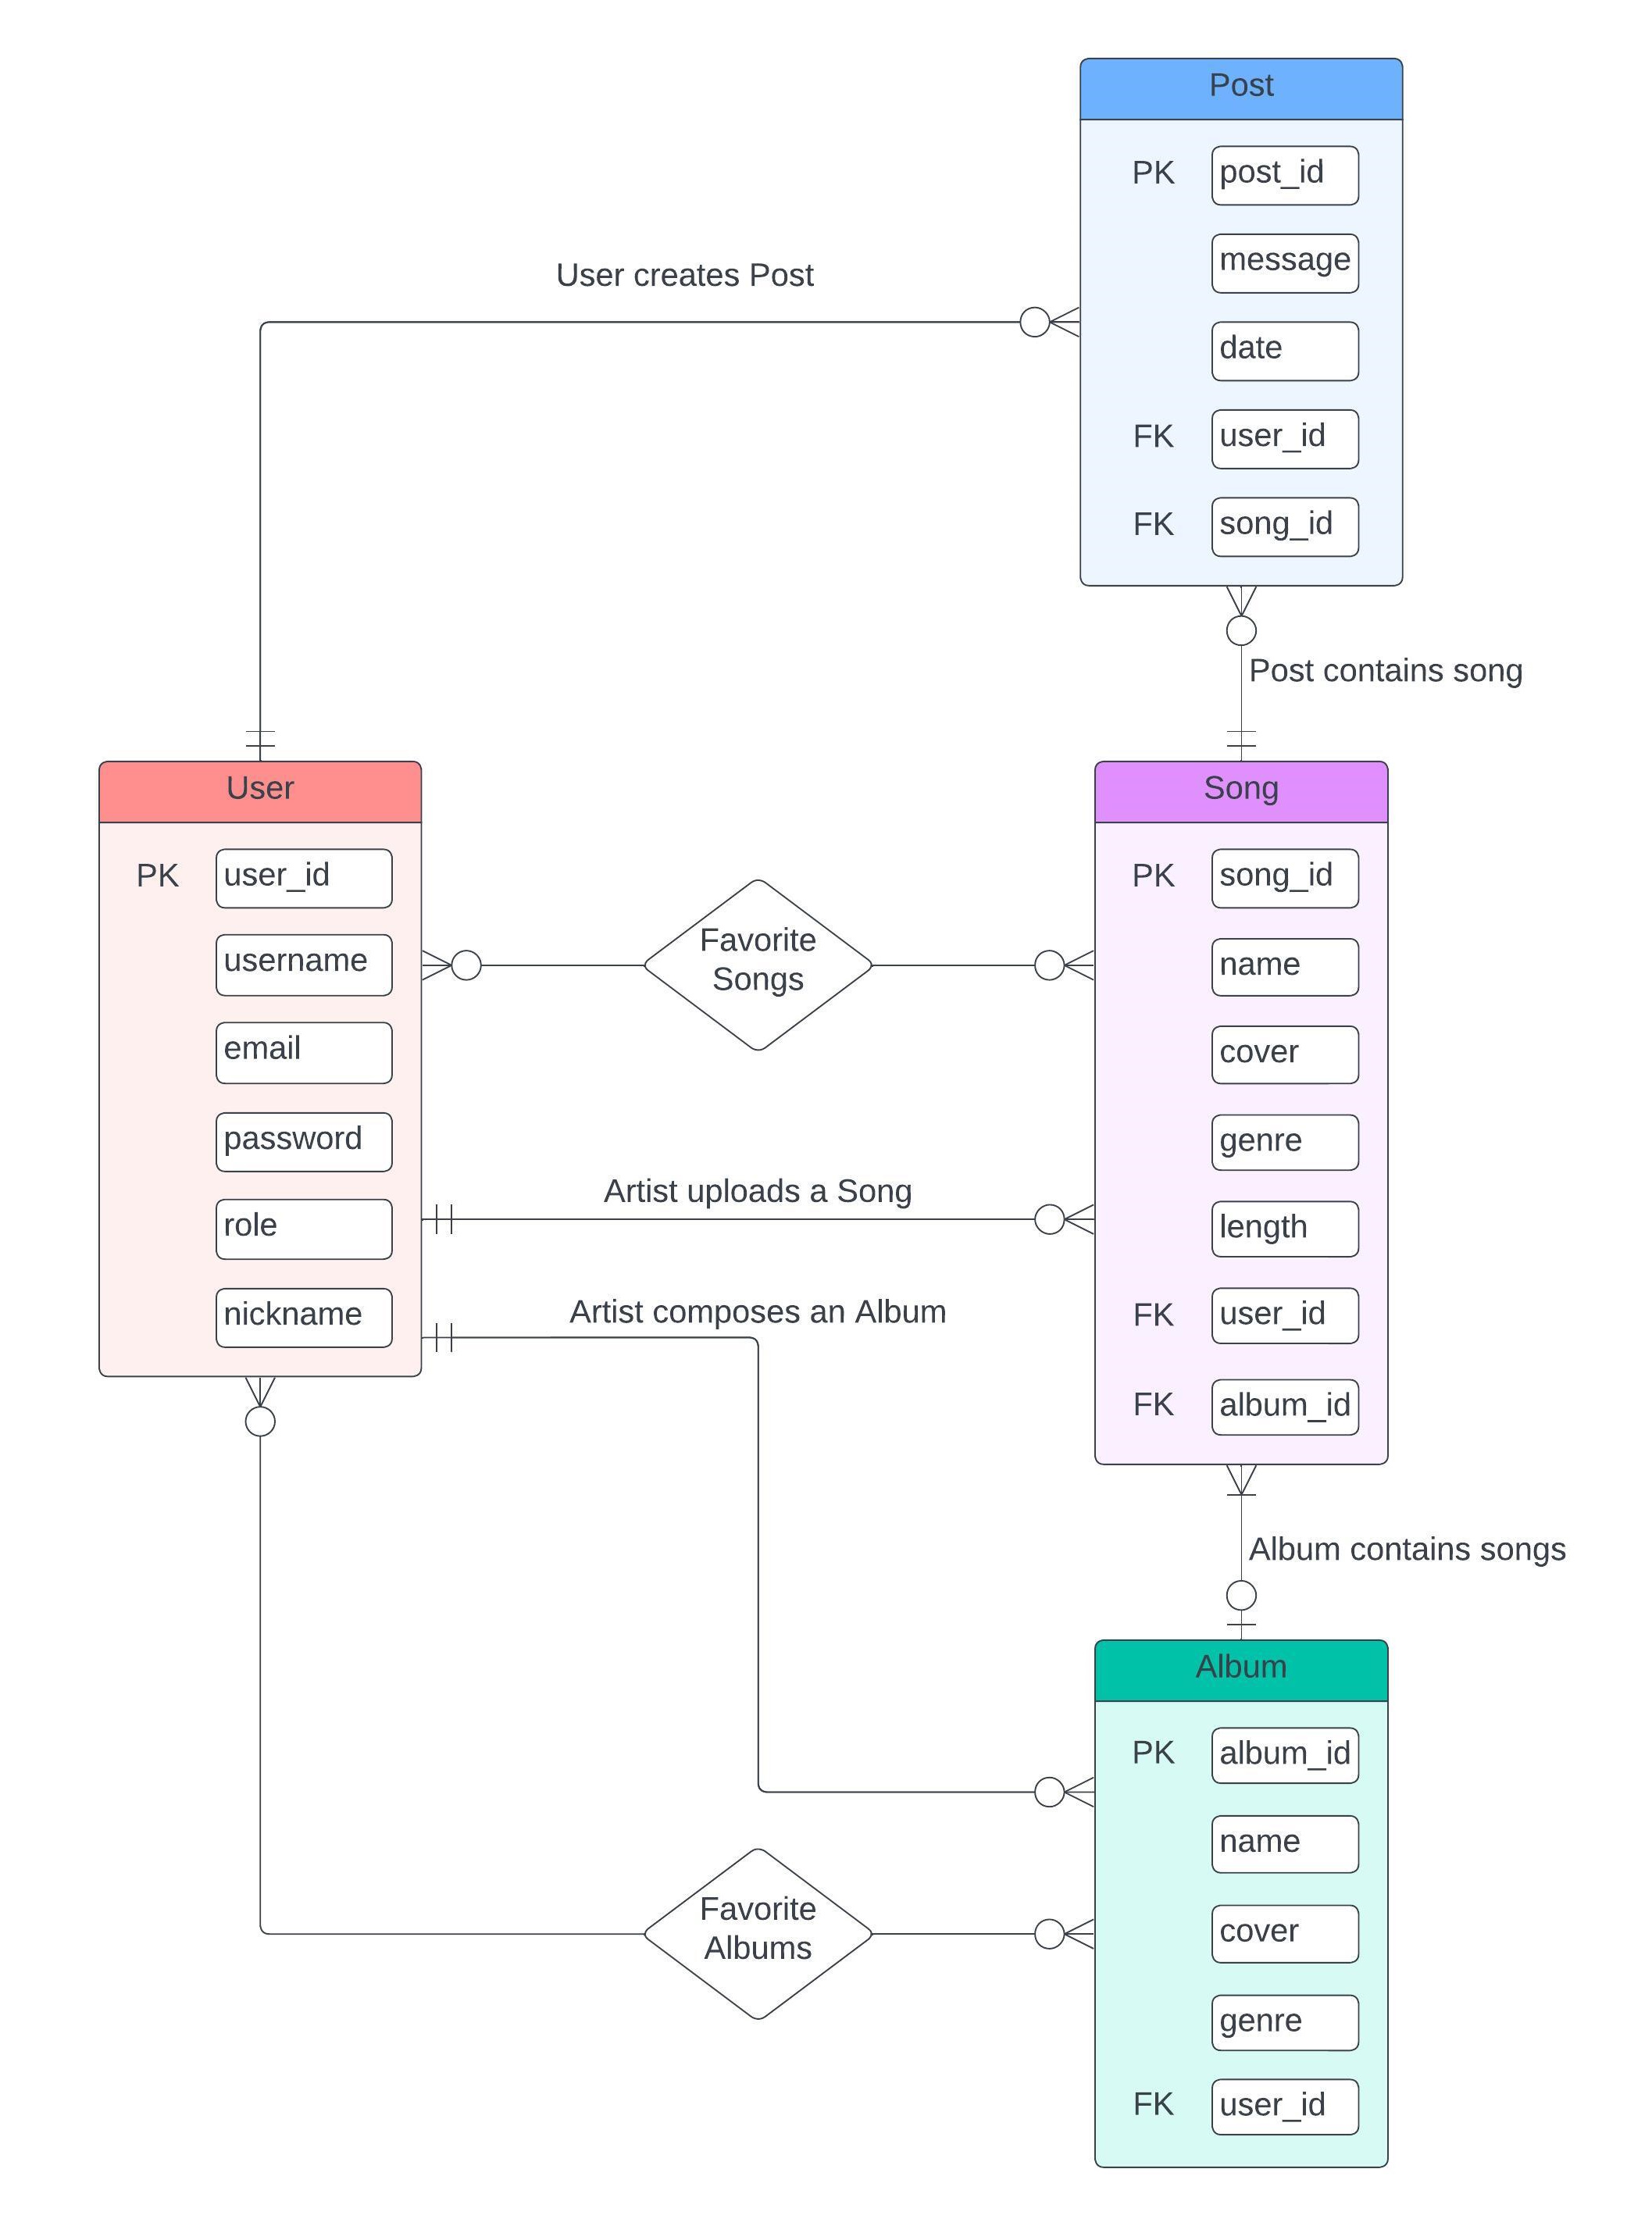 Post
PK
post_id
message
date
FK
user_id
FK
song_id
User creates Post
Post contains song
User
PK
user_id
username
email
password
role
nickname
Favorite
Songs
Artist uploads a Song
Artist composes an Album
Song
PK
song_id
name
cover
genre
length
FK
user_id
FK
album_id
Album contains songs
Album
PK
album_id
name
cover
genre
FK
user_id
Favorite
Albums